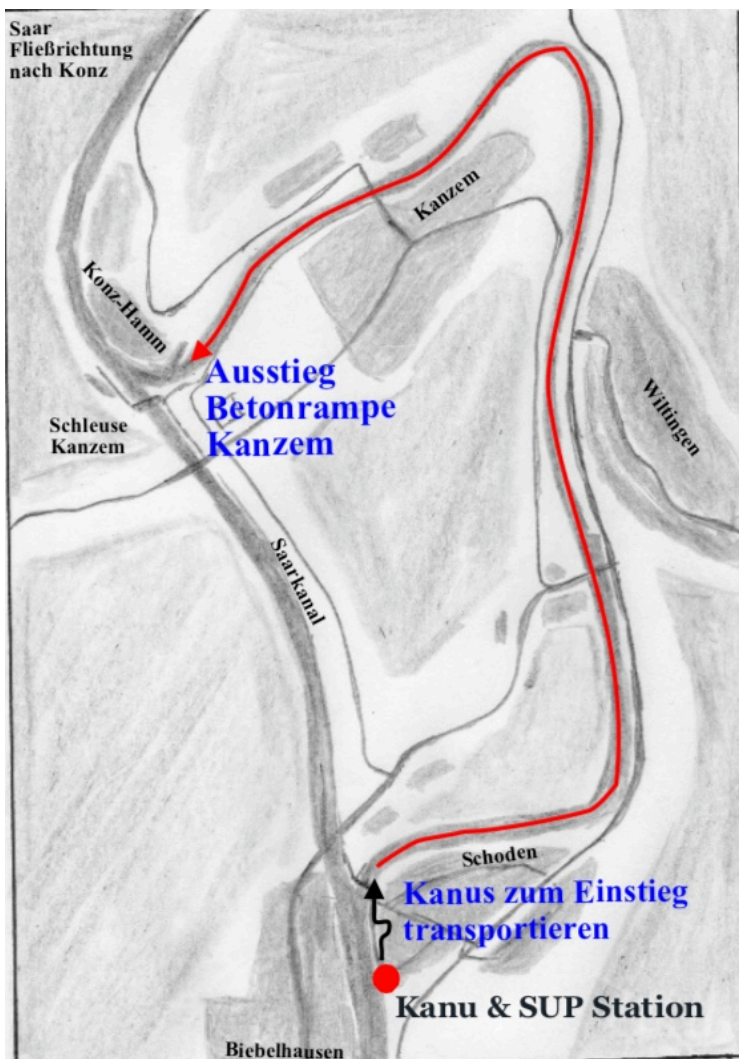 Saar
Fließrichtung
nach Konz
Kanzem
Konz-Hamm
Ausstieg
Betonrampe
Kanzem
Schleuse
Kanzem
Wiltingen
Saarkanal
Schoden
Kanus zum Einstieg
transportieren
Kanu & SUP Station
Biebelhausen